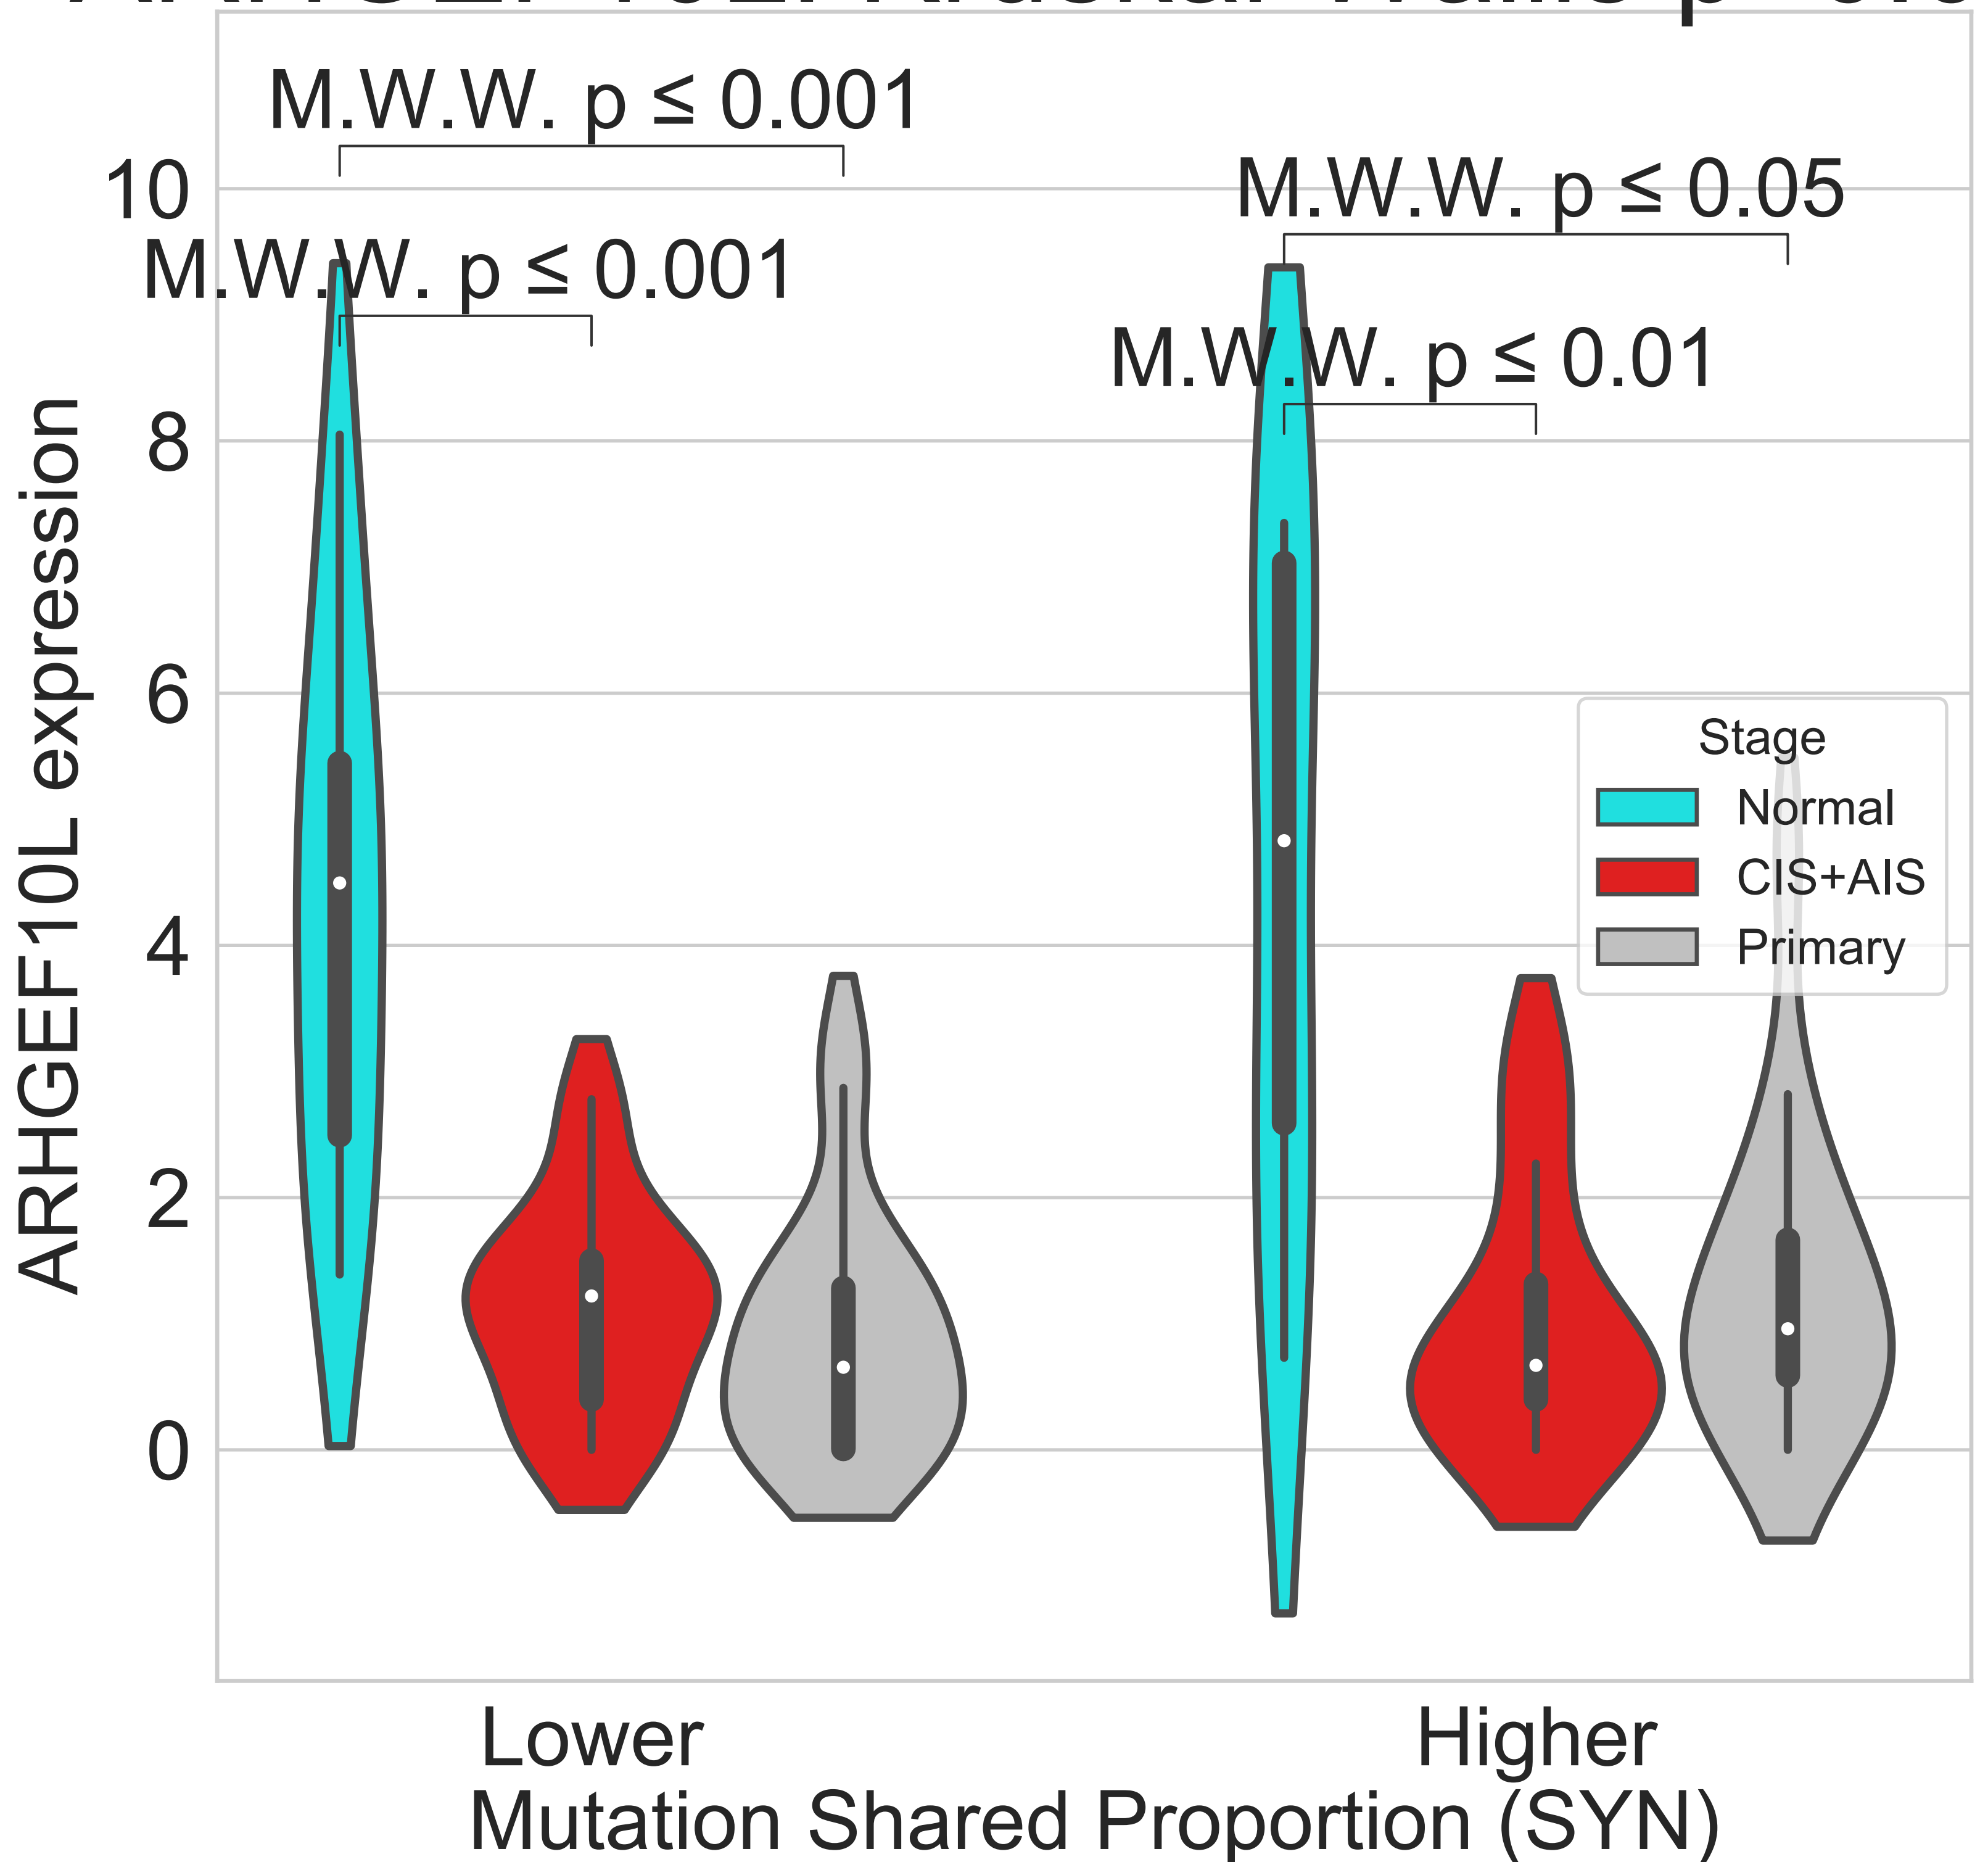 M.W.W. p ≤ 0.001
10
M.W.W. p ≤ 0.05
M.W.W. p ≤ 0.001
M.W.W. p ≤ 0.01
8
6
4
2
0
ARHGEF10L expression
Stage
Normal
CIS+AIS
Primary
Lower
Higher
Mutation Shared Proportion (SYN)